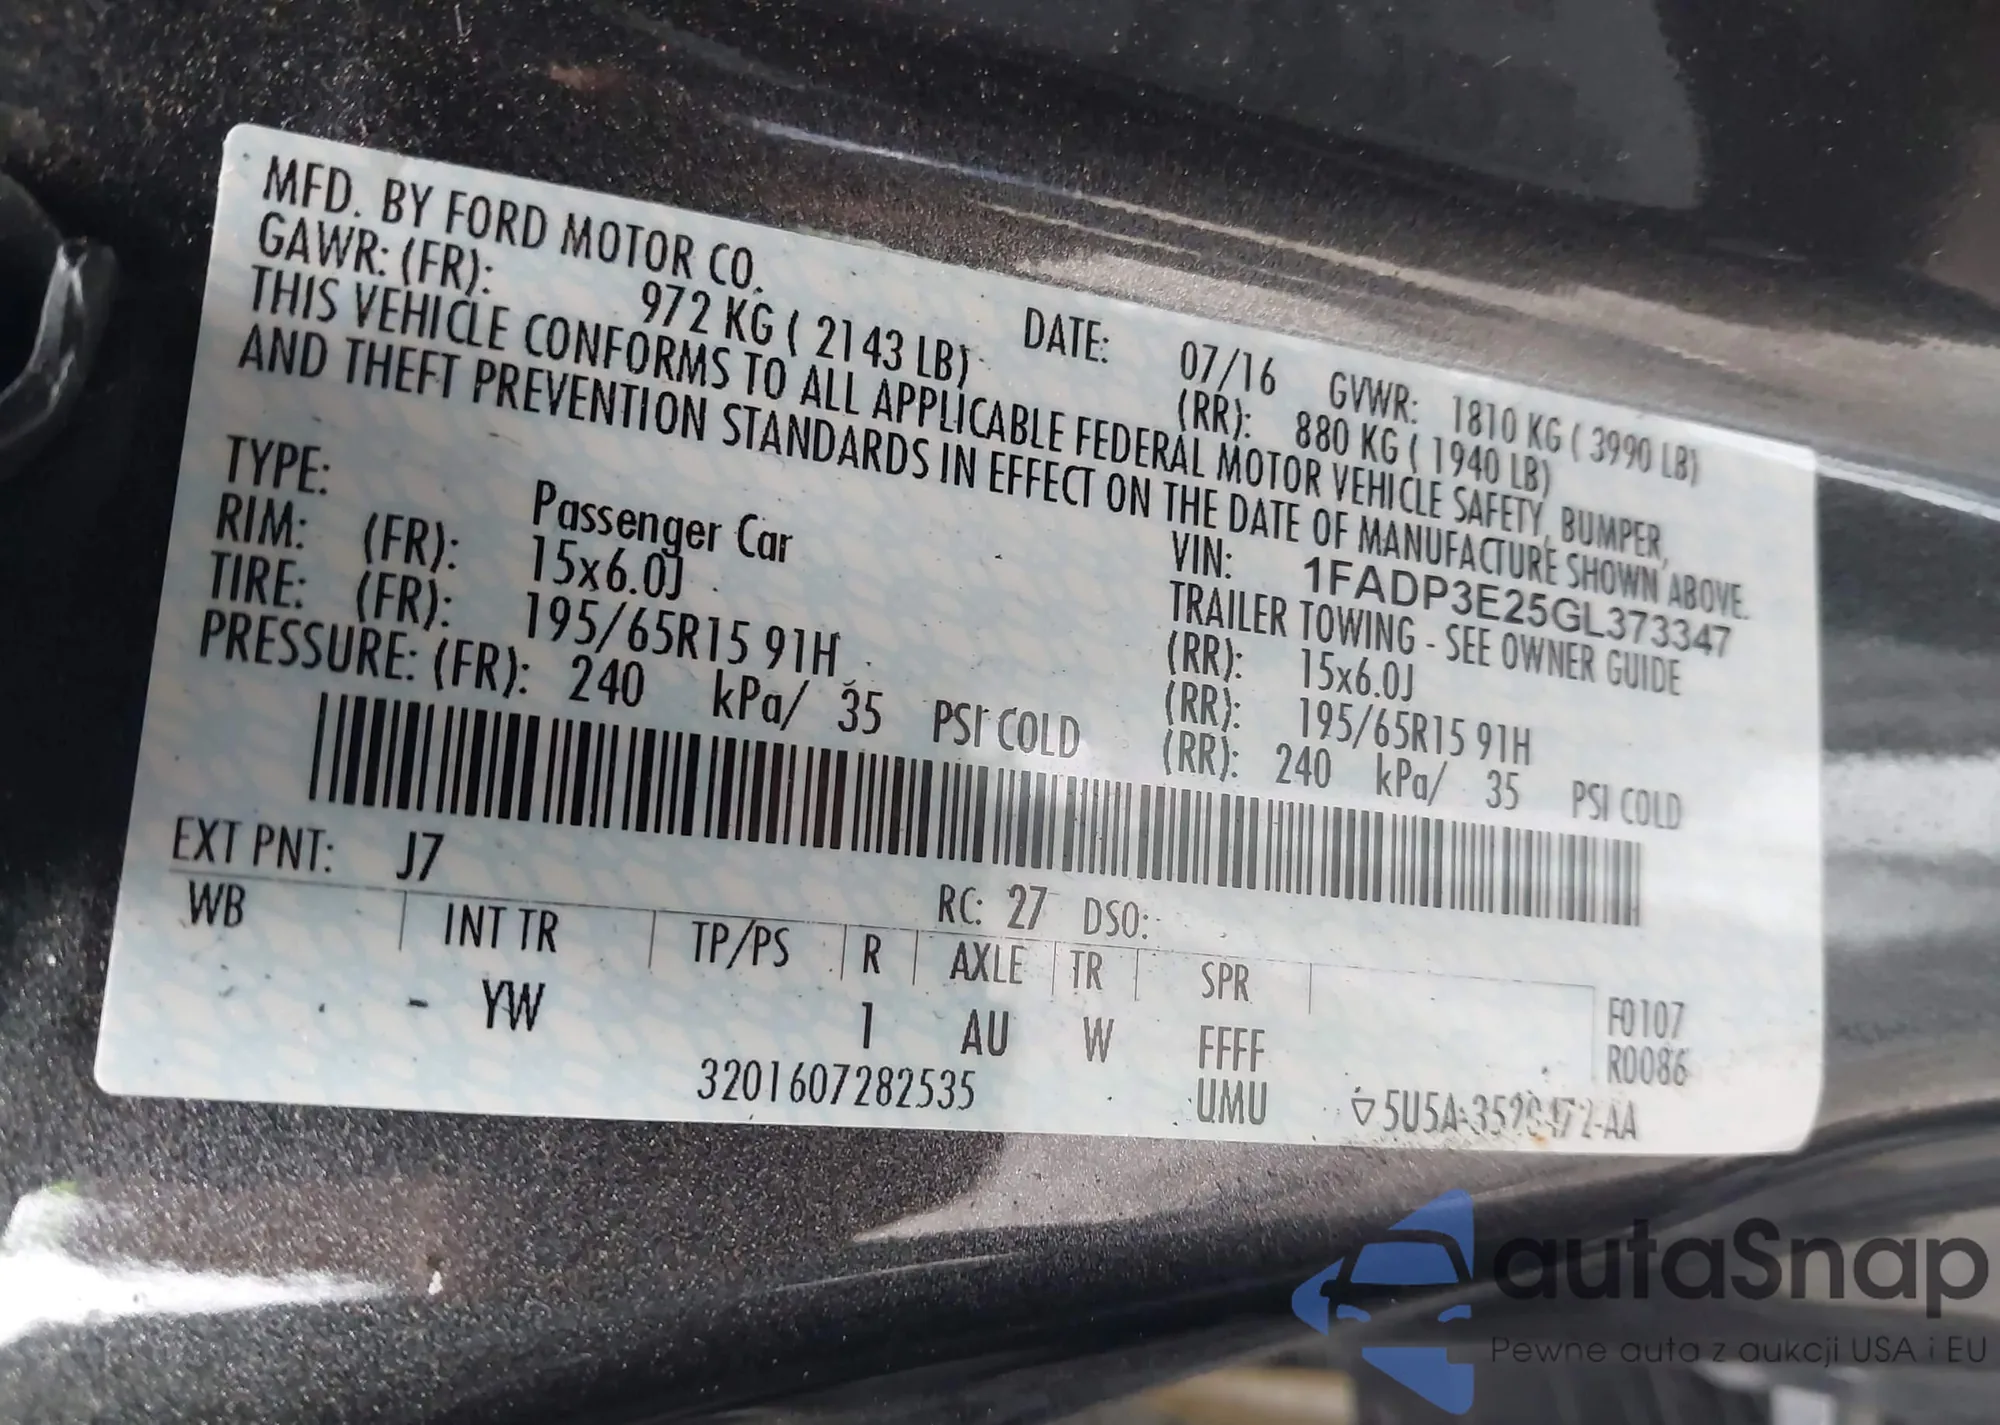 MFD. BY FORD MOTOR CO.
DATE: 07/16 GVWR: 1810 KG ( 3990 LB)
GAWR: (FR): 972 KG ( 2143 LB) (RR): 880 KG ( 1940 LB)
THIS VEHICLE CONFORMS TO ALL APPLICABLE FEDERAL MOTOR VEHICLE SAFETY, BUMPER,
AND THEFT PREVENTION STANDARDS IN EFFECT ON THE DATE OF MANUFACTURE SHOWN ABOVE.
VIN: 1FADP3E25GL373347
TYPE: Passenger Car TRAILER TOWING - SEE OWNER GUIDE
RIM: (FR): 15x6.0J (RR): 15x6.0J
TIRE: (FR): 195/65R15 91H (RR): 195/65R15 91H
PRESSURE: (FR): 240 kPa/ 35 PSI COLD (RR): 240 kPa/ 35 PSI COLD
EXT PNT: J7 RC: 27 DSO:
WB INT TR TP/PS R AXLE TR SPR
F0107
- YW 1 AU W FFFF R0086
3201607282535 UMU
autaSnap
Pewne auta z aukcji USA i EU